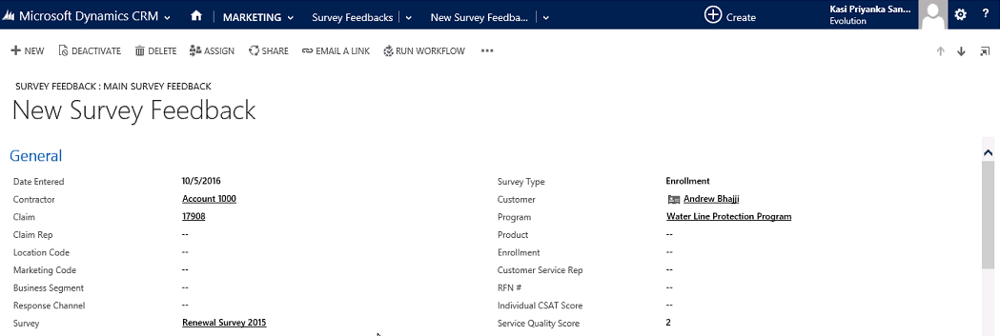 Microsoft Dynamics CRM MARKETING Survey Feedbacks New Survey Feedba... Create Kasi Priyanka San...
Evolution ?
+ NEW DEACTIVATE DELETE ASSIGN SHARE EMAIL A LINK RUN WORKFLOW •••
SURVEY FEEDBACK : MAIN SURVEY FEEDBACK
New Survey Feedback
General
Date Entered 10/5/2016 Survey Type Enrollment
Contractor Account 1000 Customer Andrew Bhajji
Claim 17908 Program Water Line Protection Program
Claim Rep -- Product --
Location Code -- Enrollment --
Marketing Code -- Customer Service Rep --
Business Segment -- RFN # --
Response Channel -- Individual CSAT Score --
Survey Renewal Survey 2015 Service Quality Score 2